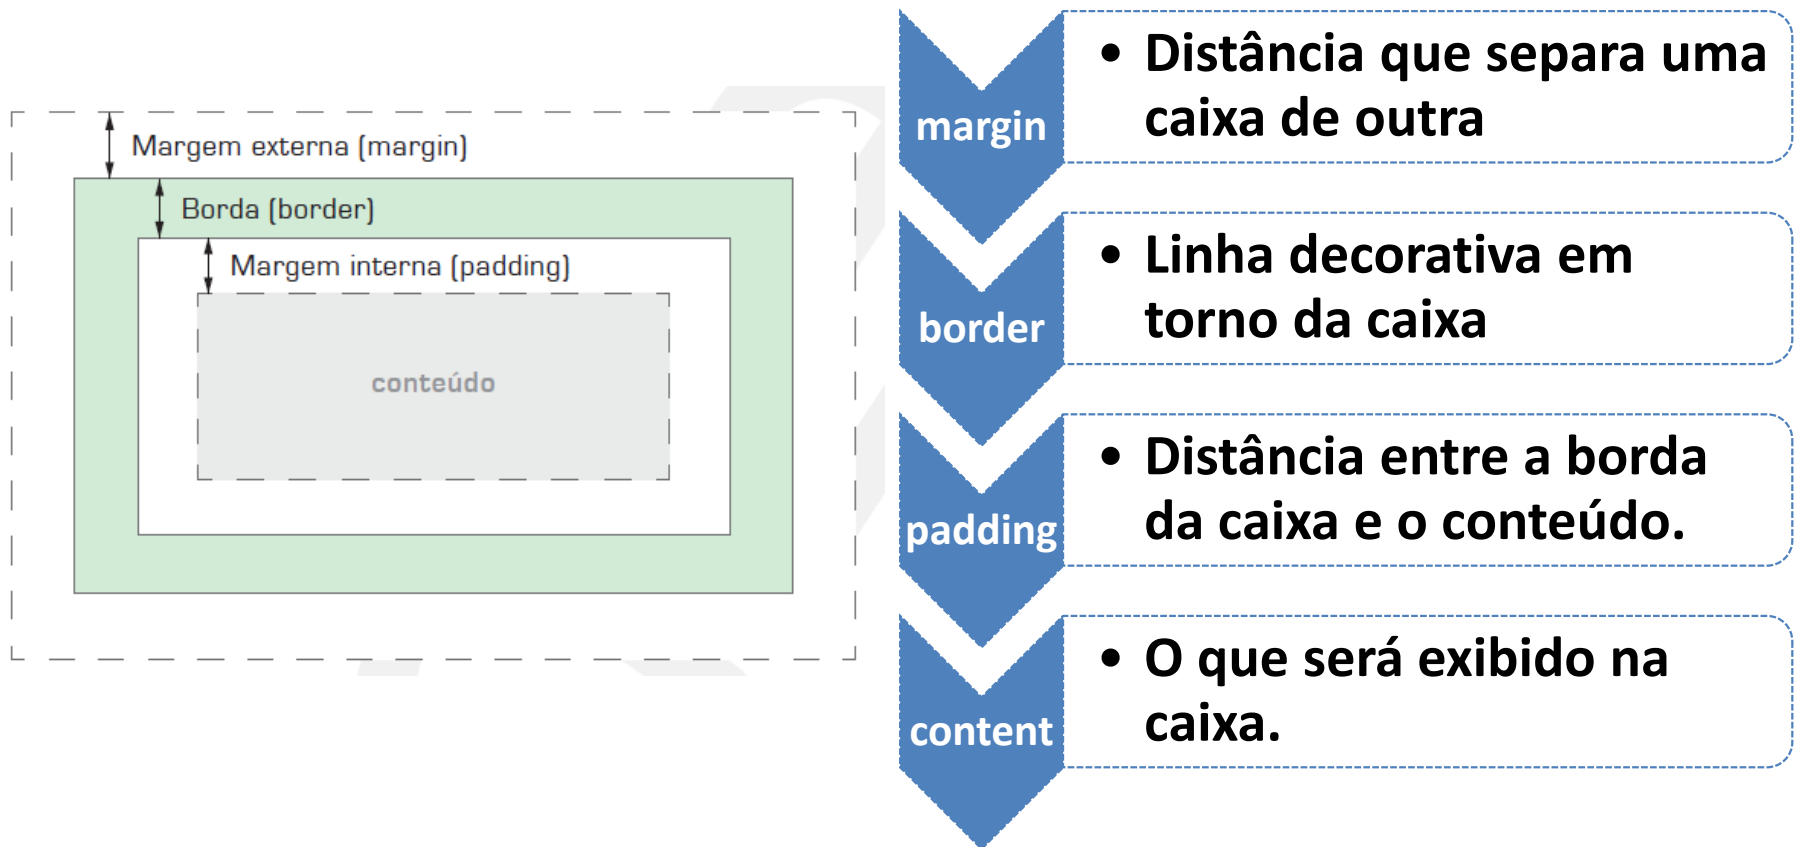 Margem externa (margin)
Borda (border)
Margem interna (padding)
conteúdo
margin
• Distância que separa uma
caixa de outra
border
• Linha decorativa em
torno da caixa
padding
• Distância entre a borda
da caixa e o conteúdo.
content
• O que será exibido na
caixa.